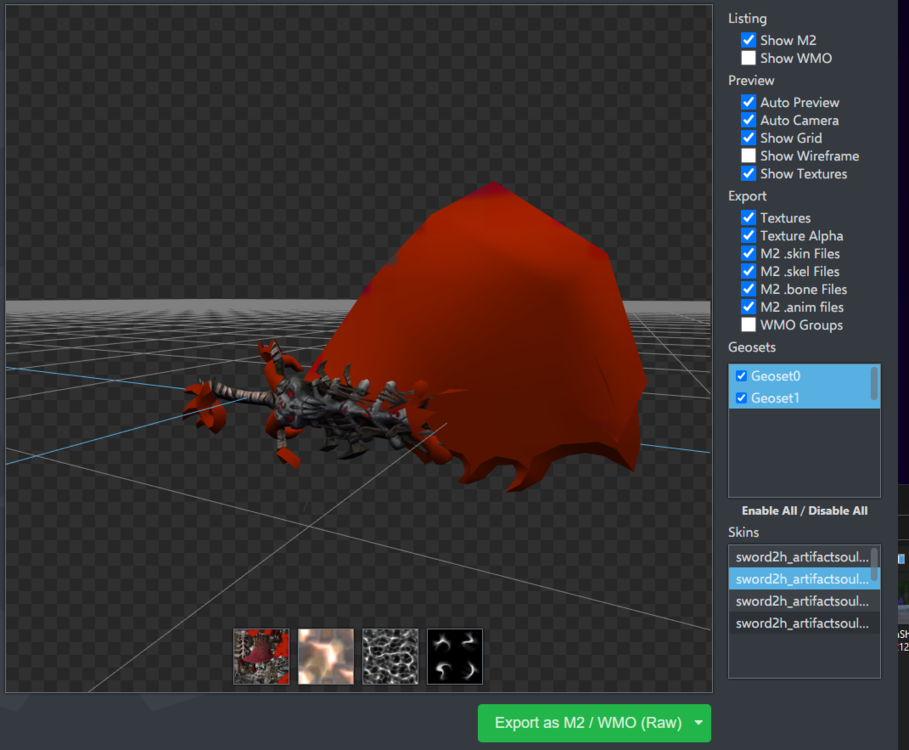 Listing
Show M2
Show WMO
Preview
Auto Preview
Auto Camera
Show Grid
Show Wireframe
Show Textures
Export
Textures
Texture Alpha
M2 .skin Files
M2 .skel Files
M2 .bone Files
M2 .anim files
WMO Groups
Geosets
Geoset0
Geoset1
Enable All / Disable All
Skins
sword2h_artifactsoul...
sword2h_artifactsoul...
sword2h_artifactsoul...
sword2h_artifactsoul...
Export as M2 / WMO (Raw)